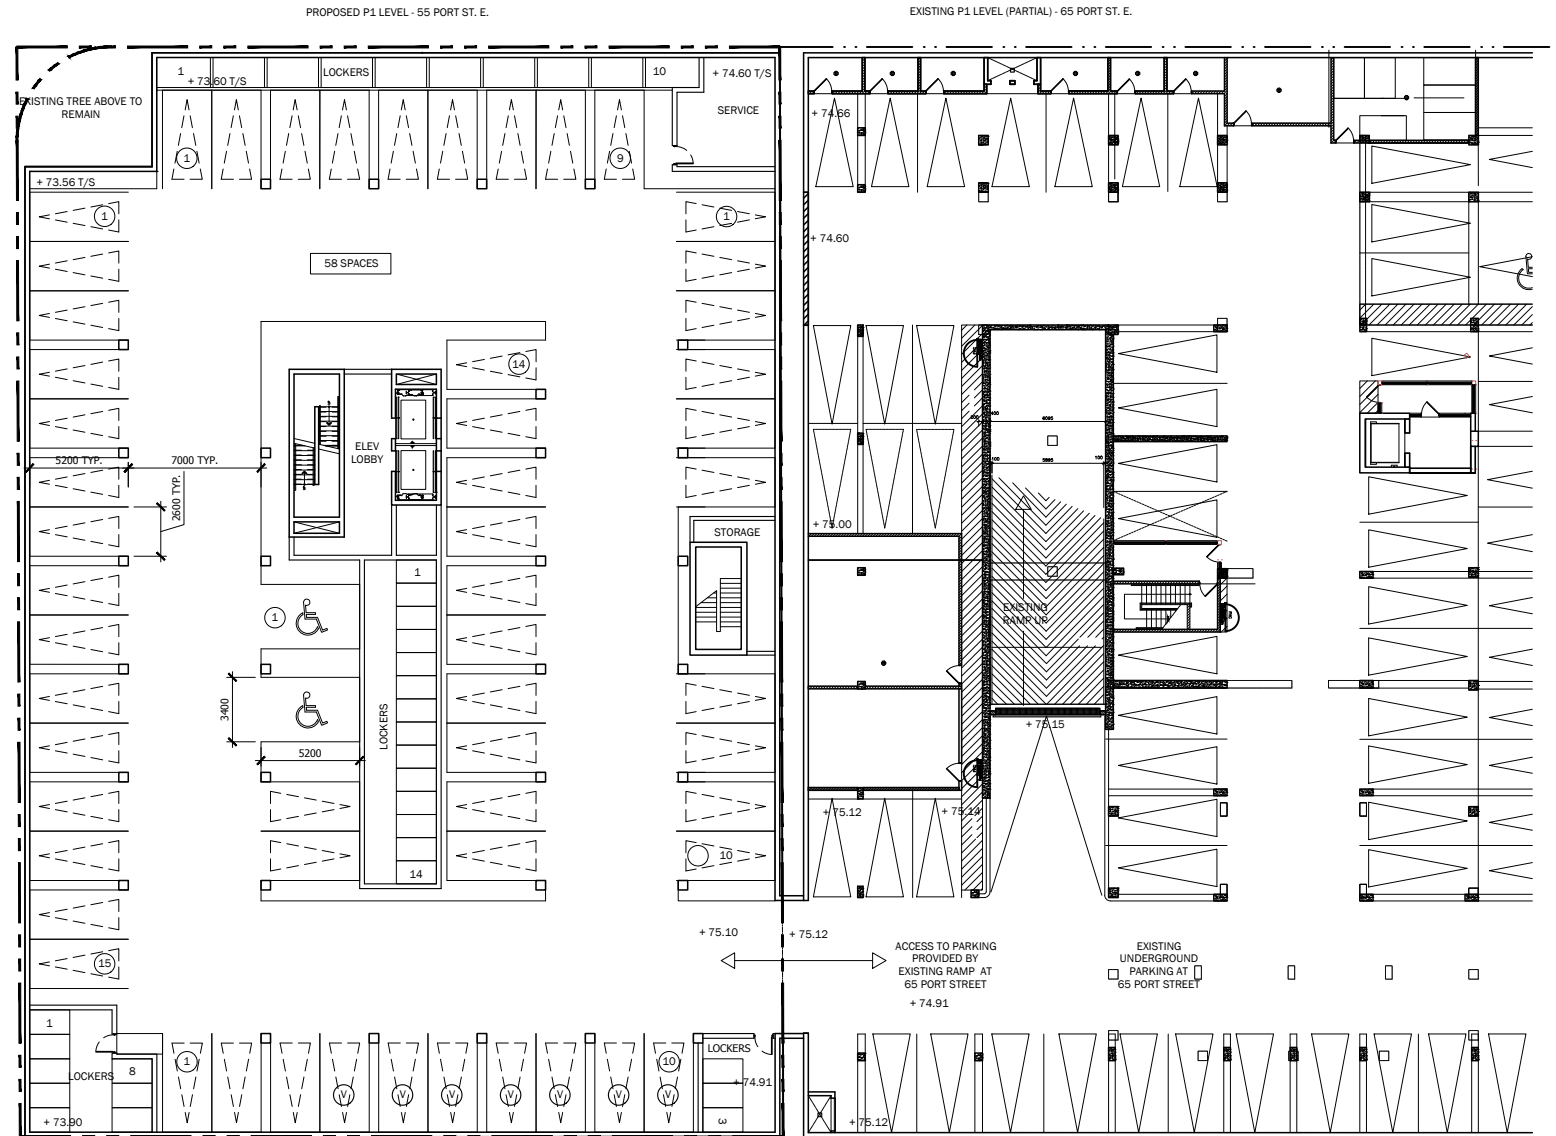 PROPOSED P1 LEVEL - 55 PORT ST. E.
EXISTING P1 LEVEL (PARTIAL) - 65 PORT ST. E.
1
+ 73.60 T/S
LOCKERS
10
+ 74.60 T/S
EXISTING TREE ABOVE TO
REMAIN
SERVICE
+ 74.66
1
9
+ 73.56 T/S
1
1
+ 74.60
58 SPACES
14
ELEV
LOBBY
5200 TYP.
7000 TYP.
2600 TYP.
4095
100
5895
100
+ 75.00
STORAGE
1
1
EXISTING
RAMP UP
3400
LOCKERS
5200
+ 75.15
+ 75.12
+ 75.14
10
14
+ 75.10
+ 75.12
ACCESS TO PARKING
PROVIDED BY
EXISTING RAMP AT
65 PORT STREET
EXISTING
UNDERGROUND
PARKING AT
65 PORT STREET
15
+ 74.91
1
LOCKERS
8
1
10
LOCKERS
+ 74.91
V
V
V
V
V
V
V
3
+ 73.90
+ 75.12